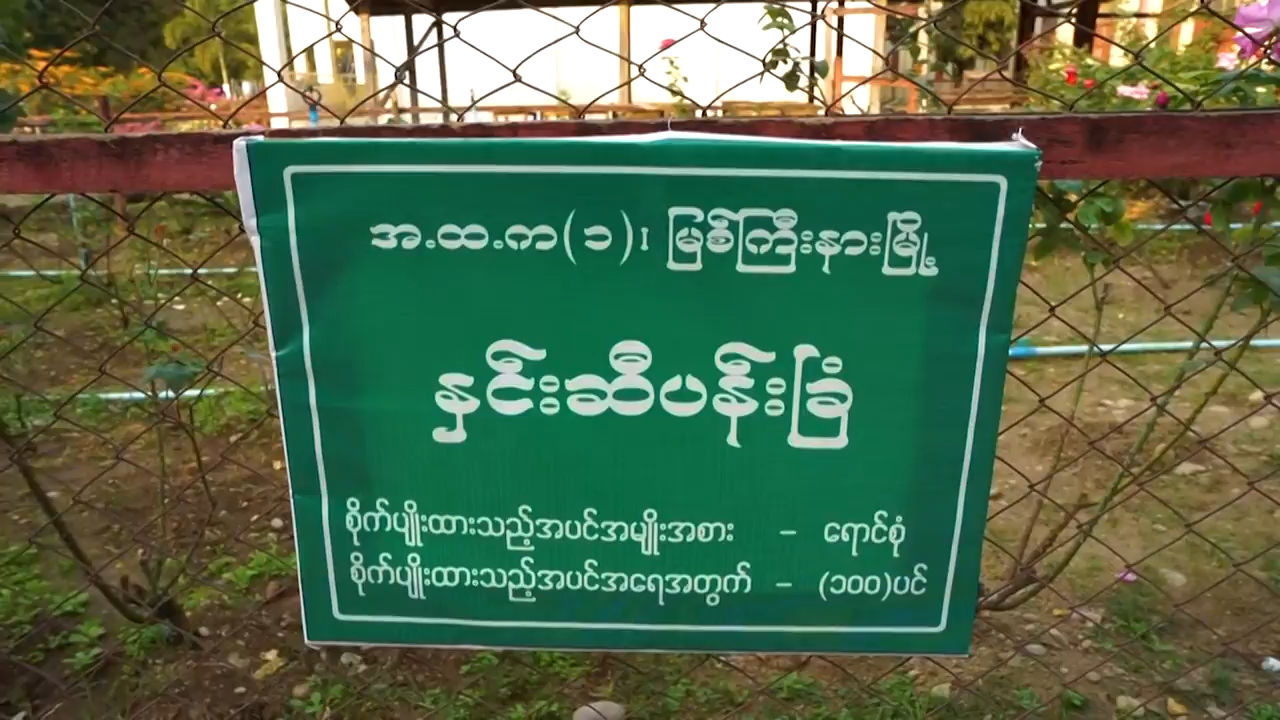 အ.ထ.က(၁)၊ မြစ်ကြီးနားမြို့
နှင်းဆီပန်းခြံ
စိုက်ပျိုးထားသည့်အပင်အမျိုးအစား – ရောင်စုံ
စိုက်ပျိုးထားသည့်အပင်အရေအတွက် – (၁၀၀)ပင်